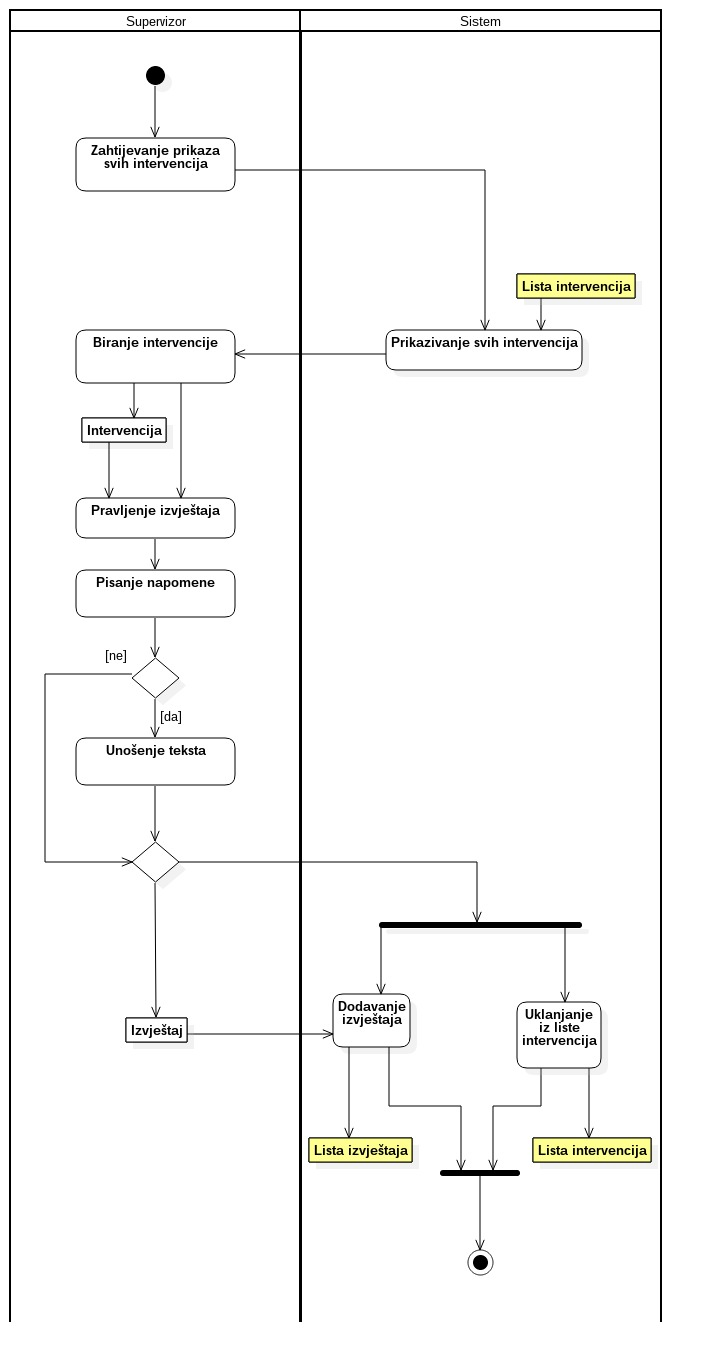 Supervizor
Sistem
Zahtijevanje prikaza
svih intervencija
Lista intervencija
Biranje intervencije
Prikazivanje svih intervencija
Intervencija
Pravljenje izvještaja
Pisanje napomene
[ne]
[da]
Unošenje teksta
Dodavanje
izvještaja
Uklanjanje
iz liste
intervencija
Izvještaj
Lista izvještaja
Lista intervencija